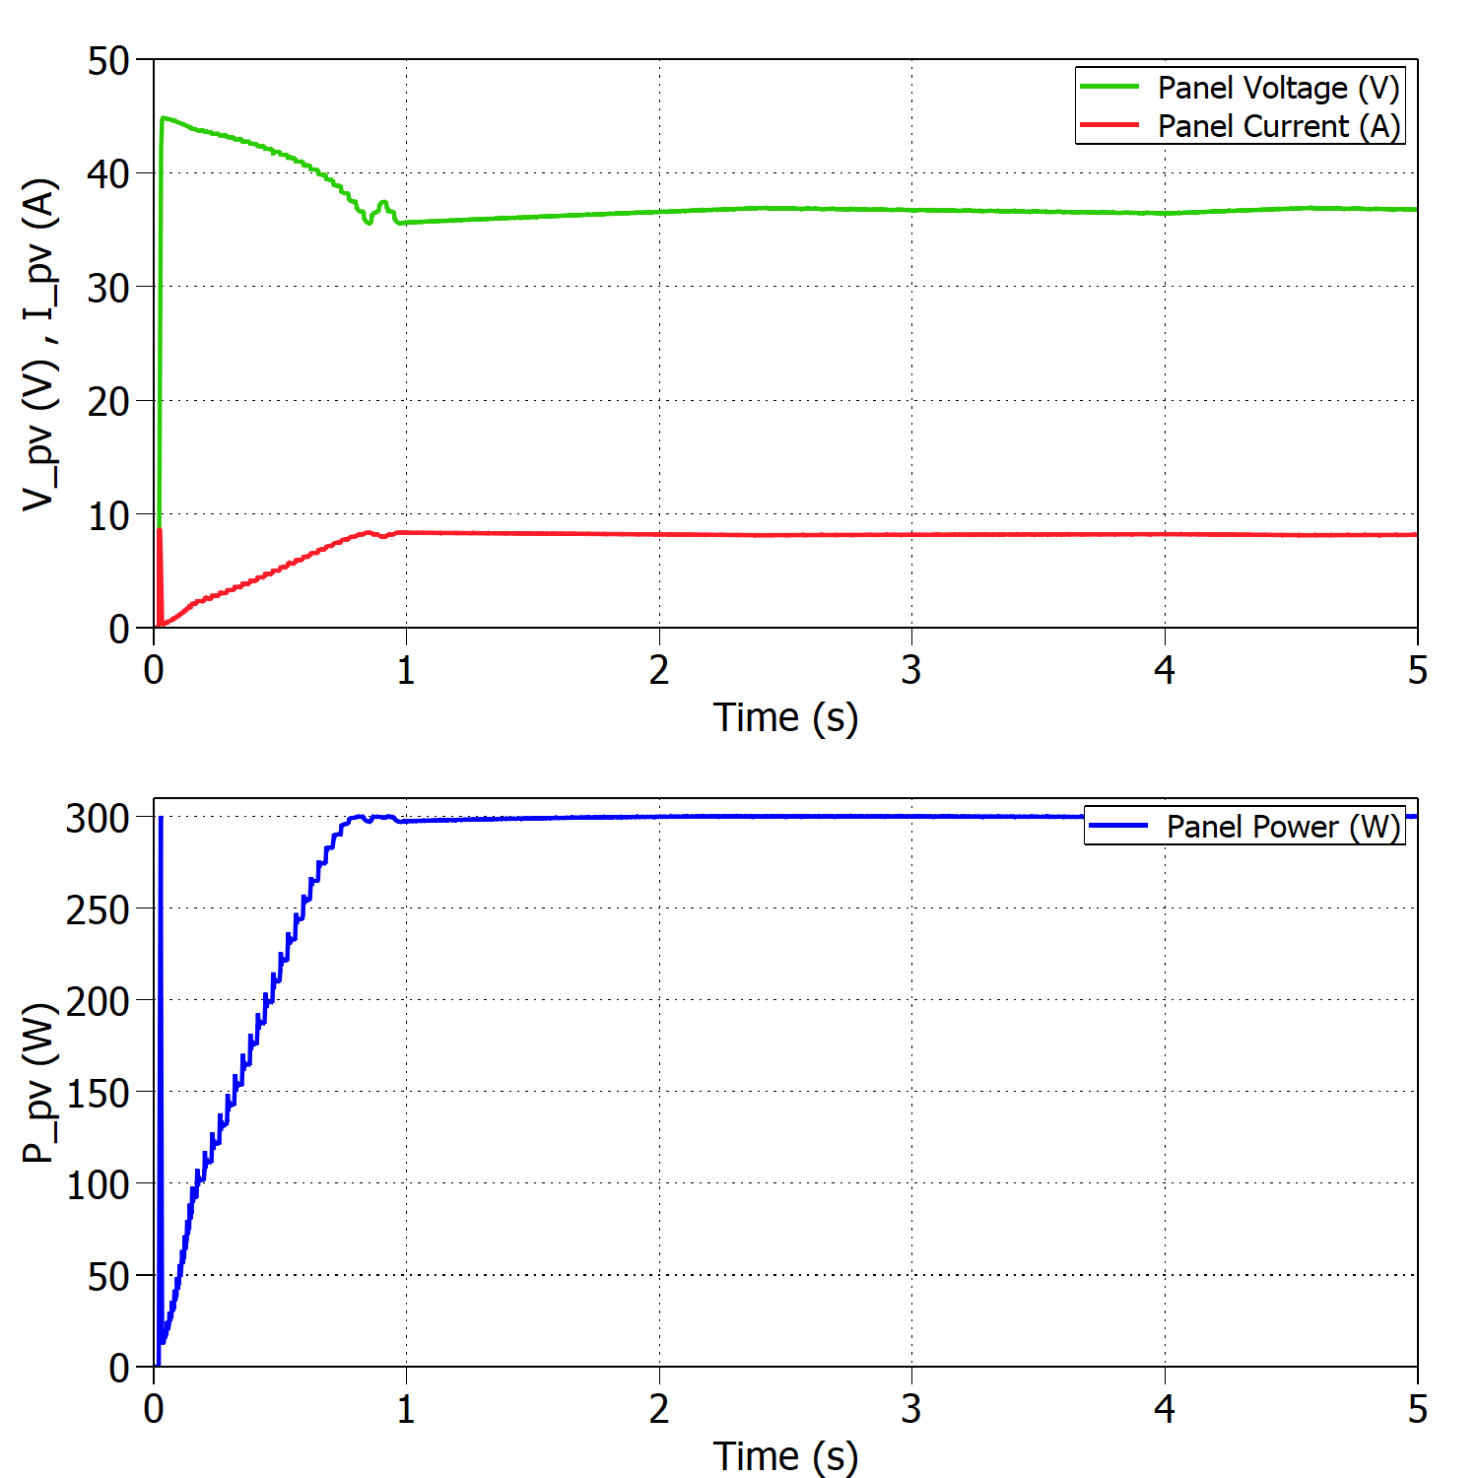 50
40
30
20
10
0
V_pv (V) , I_pv (A)
Panel Voltage (V)
Panel Current (A)
0 1 2 3 4 5
Time (s)
300
250
200
150
100
50
0
P_pv (W)
Panel Power (W)
0 1 2 3 4 5
Time (s)